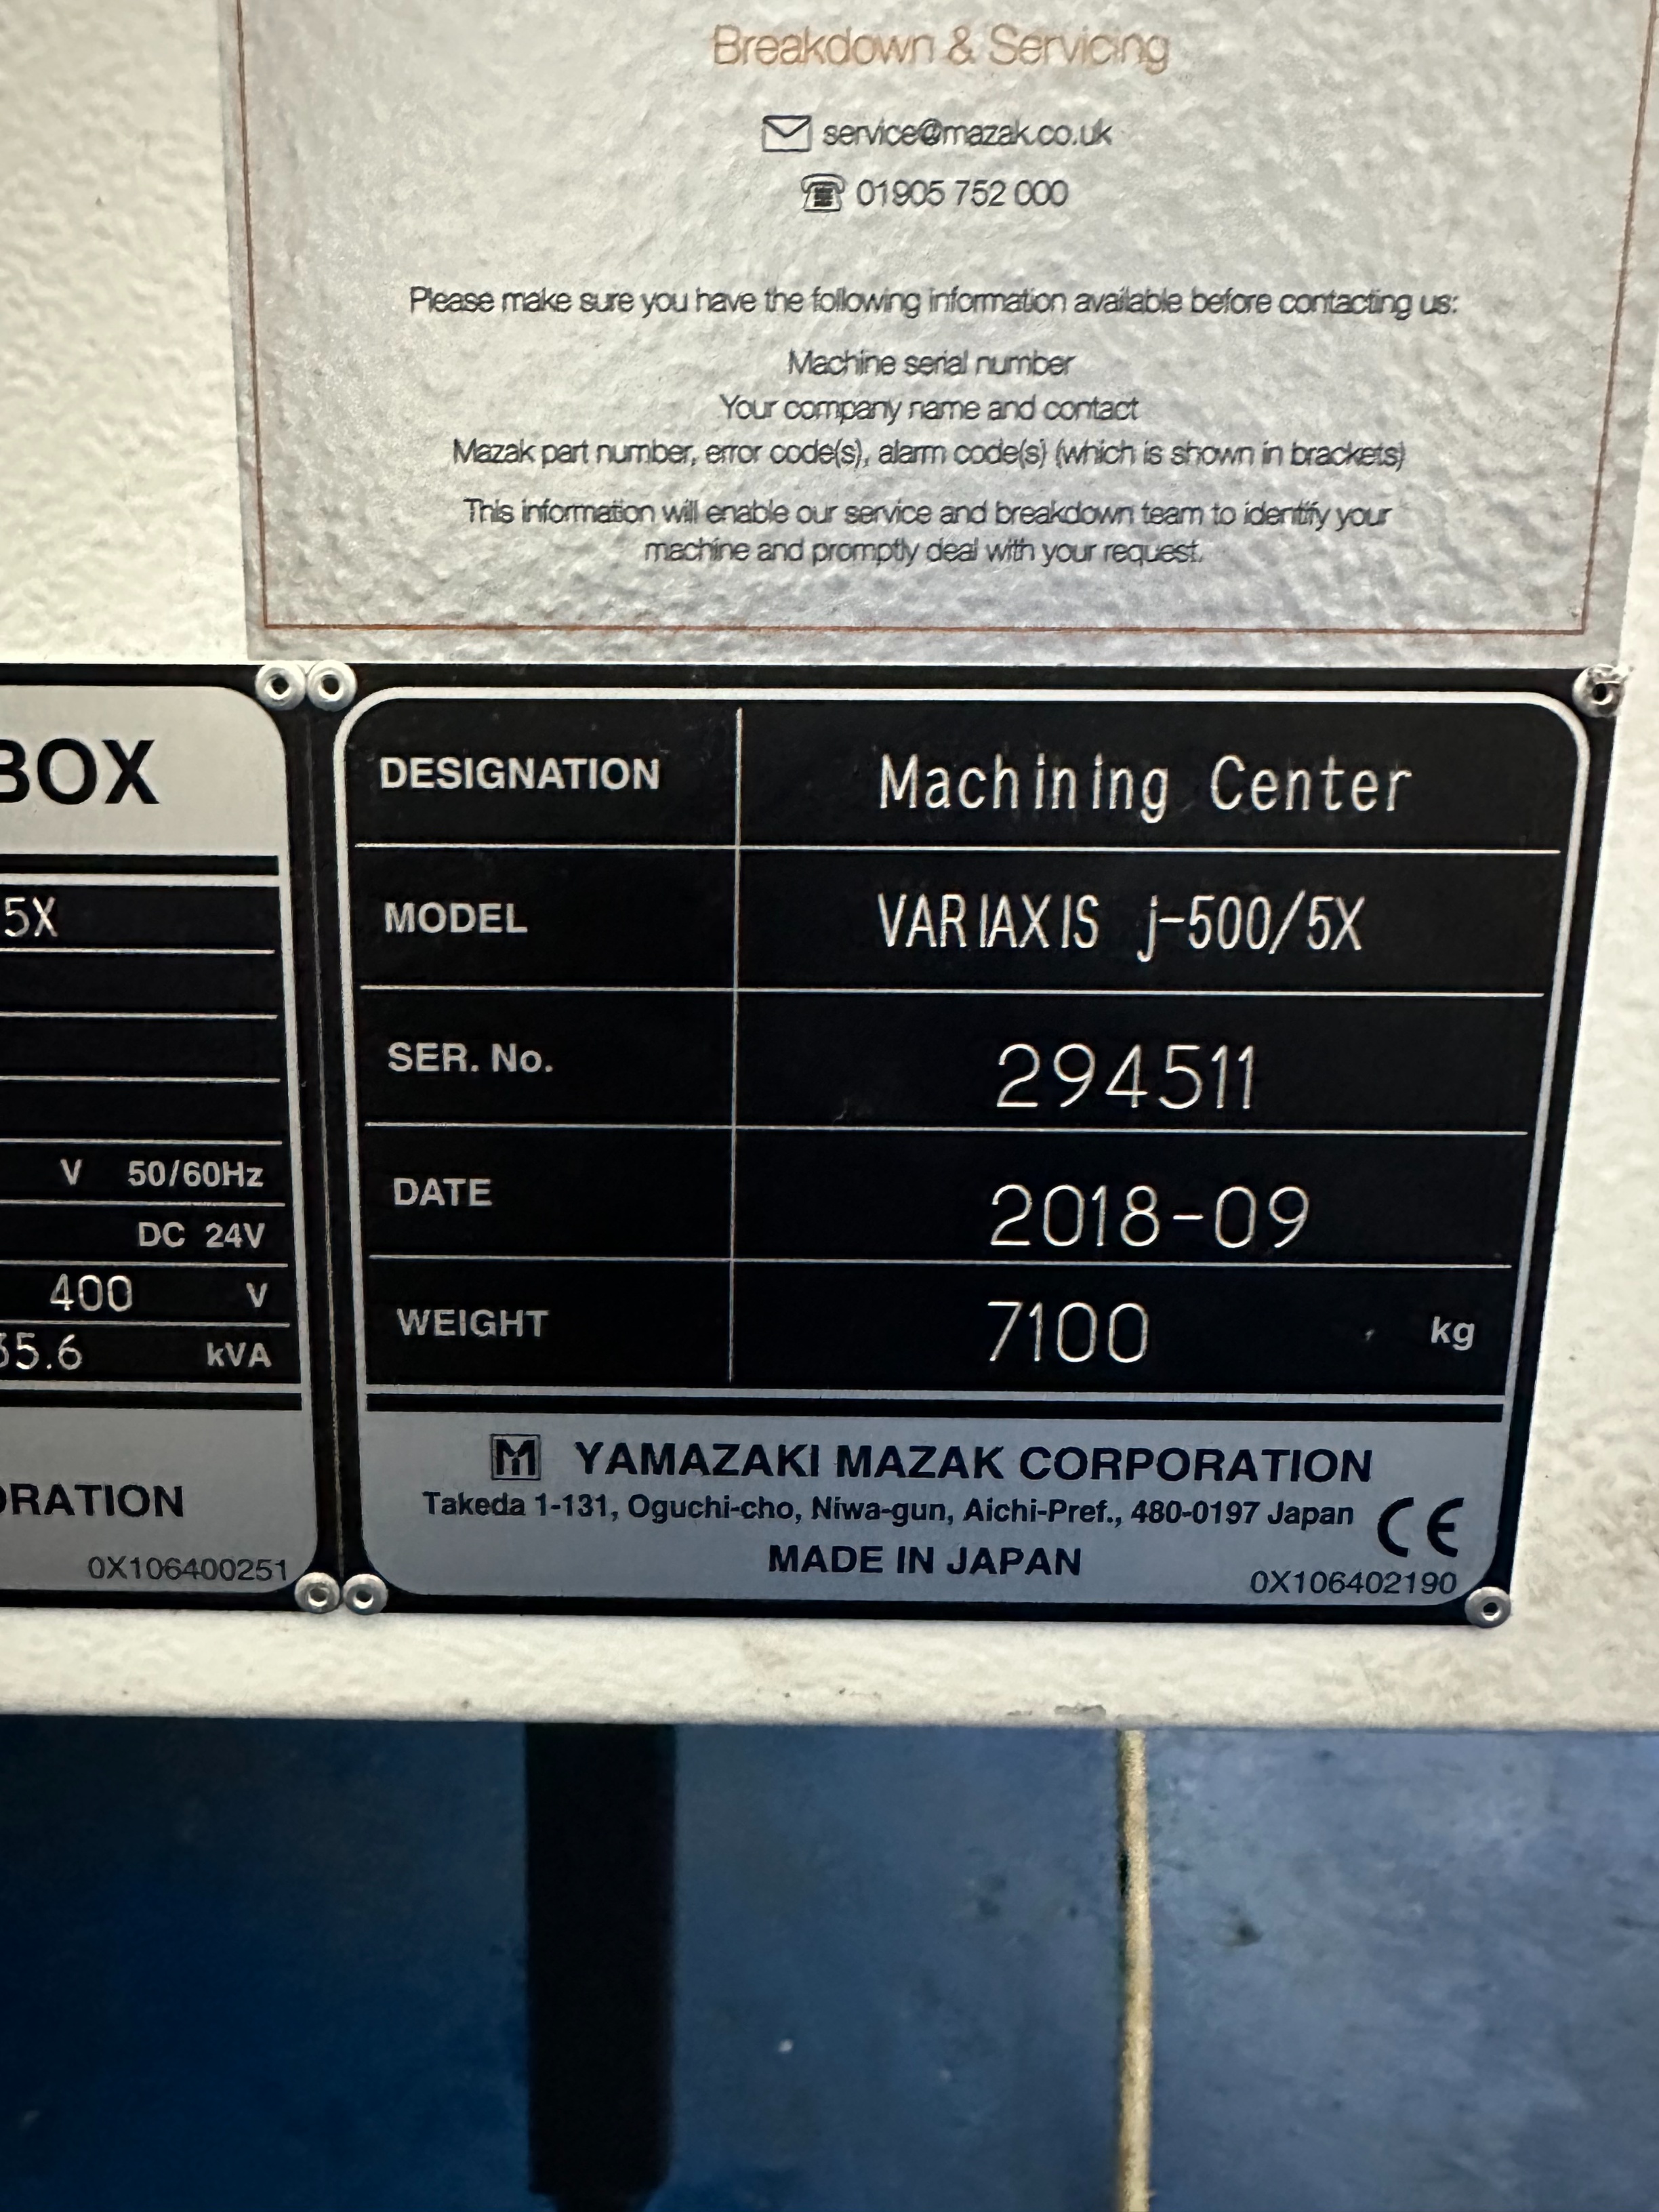 Breakdown & Servicing
service@mazak.co.uk
01905 752 000
Please make sure you have the following information available before contacting us:
Machine serial number
Your company name and contact
Mazak part number, error code(s), alarm code(s) (which is shown in brackets)
This information will enable our service and breakdown team to identify your
machine and promptly deal with your request.
BOX
5X
V 50/60Hz
DC 24V
400 V
35.6 kVA
ORATION
0X106400251
DESIGNATION Machining Center
MODEL VARIAXIS j-500/5X
SER. No. 294511
DATE 2018-09
WEIGHT 7100 kg
M YAMAZAKI MAZAK CORPORATION
Takeda 1-131, Oguchi-cho, Niwa-gun, Aichi-Pref., 480-0197 Japan CE
MADE IN JAPAN
0X106402190